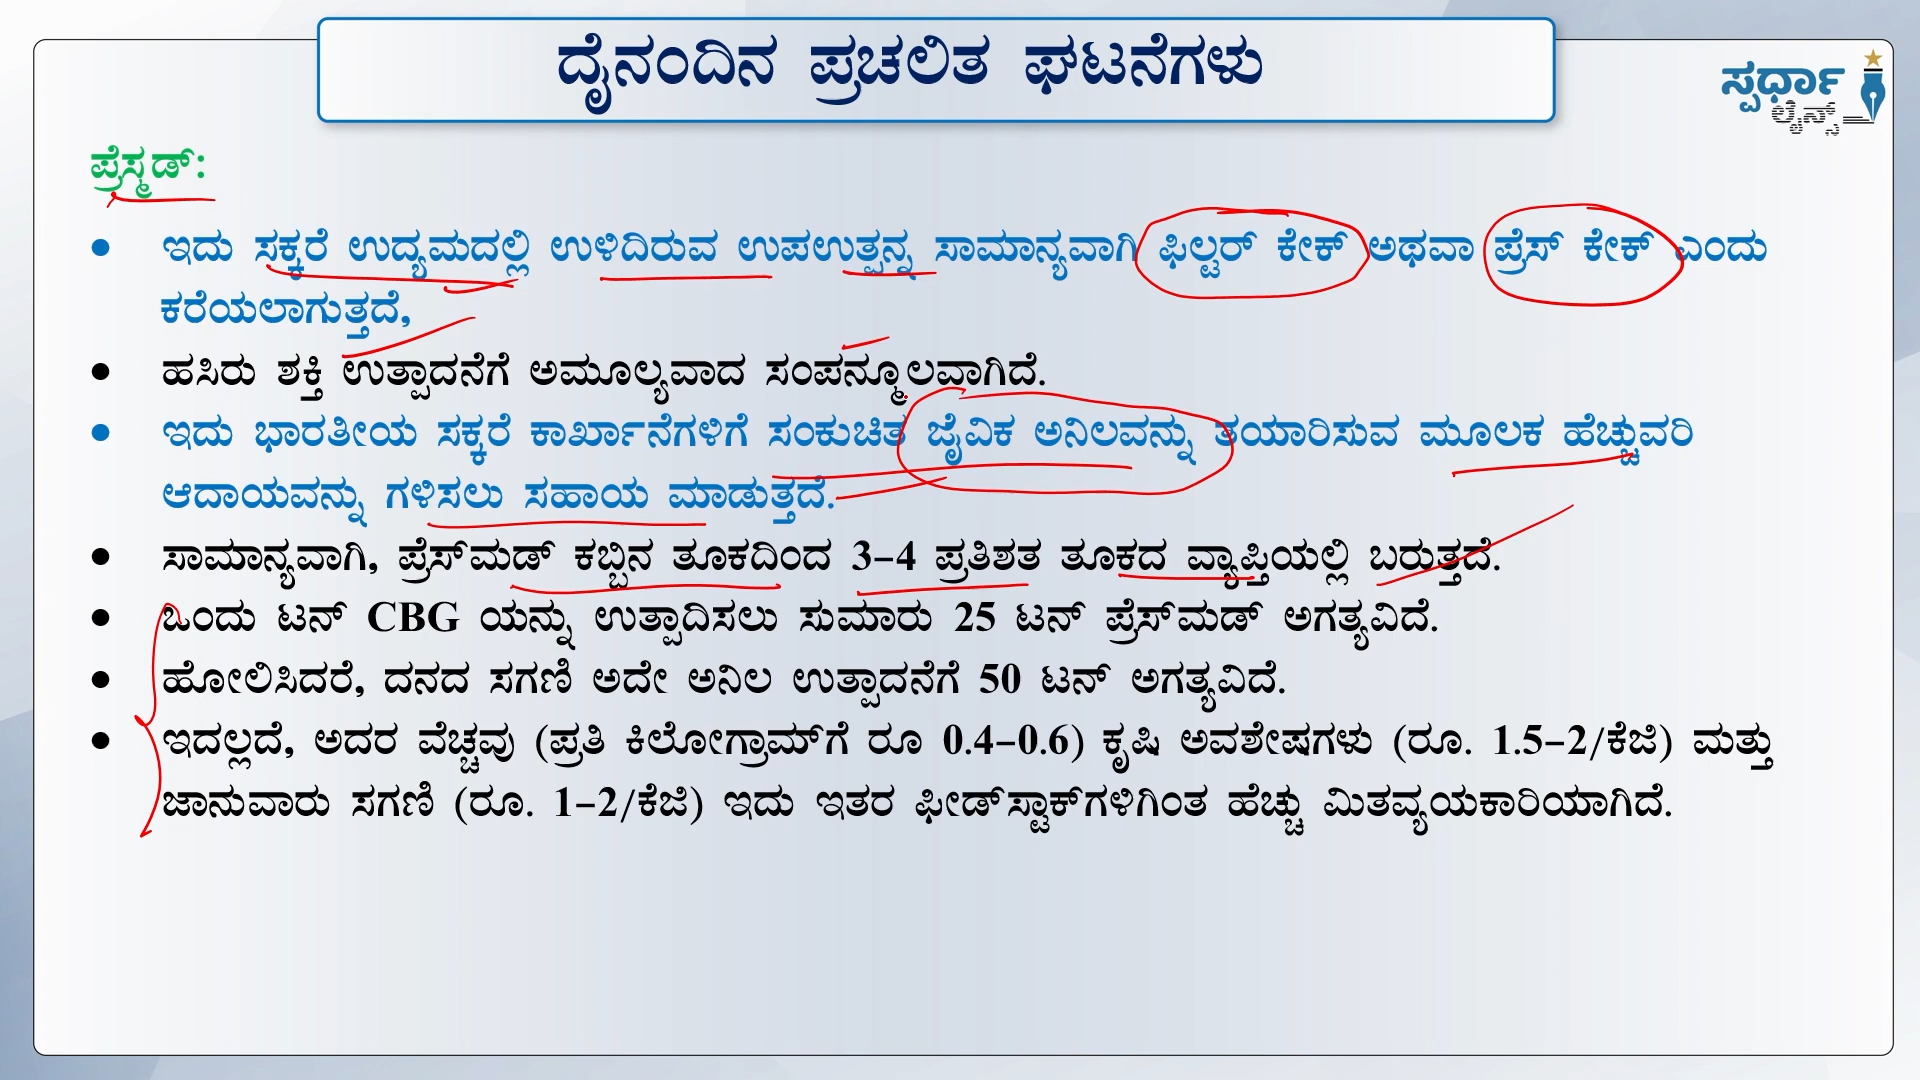 ದೈನಂದಿನ ಪ್ರಚಲಿತ ಘಟನೆಗಳು
ಸ್ಪರ್ಧಾ
ಲೈನ್ಸ್
ಪ್ರೆಸ್ಮಡ್:
• ಇದು ಸಕ್ಕರೆ ಉದ್ಯಮದಲ್ಲಿ ಉಳಿದಿರುವ ಉಪಉತ್ಪನ್ನ ಸಾಮಾನ್ಯವಾಗಿ ಫಿಲ್ಟರ್ ಕೇಕ್ ಅಥವಾ ಪ್ರೆಸ್ ಕೇಕ್ ಎಂದು
ಕರೆಯಲಾಗುತ್ತದೆ,
• ಹಸಿರು ಶಕ್ತಿ ಉತ್ಪಾದನೆಗೆ ಅಮೂಲ್ಯವಾದ ಸಂಪನ್ಮೂಲವಾಗಿದೆ.
• ಇದು ಭಾರತೀಯ ಸಕ್ಕರೆ ಕಾರ್ಖಾನೆಗಳಿಗೆ ಸಂಕುಚಿತ ಜೈವಿಕ ಅನಿಲವನ್ನು ತಯಾರಿಸುವ ಮೂಲಕ ಹೆಚ್ಚುವರಿ
ಆದಾಯವನ್ನು ಗಳಿಸಲು ಸಹಾಯ ಮಾಡುತ್ತದೆ.
• ಸಾಮಾನ್ಯವಾಗಿ, ಪ್ರೆಸ್‌ಮಡ್ ಕಬ್ಬಿನ ತೂಕದಿಂದ 3-4 ಪ್ರತಿಶತ ತೂಕದ ವ್ಯಾಪ್ತಿಯಲ್ಲಿ ಬರುತ್ತದೆ.
• ಒಂದು ಟನ್ CBG ಯನ್ನು ಉತ್ಪಾದಿಸಲು ಸುಮಾರು 25 ಟನ್ ಪ್ರೆಸ್‌ಮಡ್ ಅಗತ್ಯವಿದೆ.
• ಹೋಲಿಸಿದರೆ, ದನದ ಸಗಣಿ ಅದೇ ಅನಿಲ ಉತ್ಪಾದನೆಗೆ 50 ಟನ್ ಅಗತ್ಯವಿದೆ.
• ಇದಲ್ಲದೆ, ಅದರ ವೆಚ್ಚವು (ಪ್ರತಿ ಕಿಲೋಗ್ರಾಮ್‌ಗೆ ರೂ 0.4-0.6) ಕೃಷಿ ಅವಶೇಷಗಳು (ರೂ. 1.5-2/ಕೆಜಿ) ಮತ್ತು
ಜಾನುವಾರು ಸಗಣಿ (ರೂ. 1-2/ಕೆಜಿ) ಇದು ಇತರ ಫೀಡ್‌ಸ್ಟಾಕ್‌ಗಳಿಗಿಂತ ಹೆಚ್ಚು ಮಿತವ್ಯಯಕಾರಿಯಾಗಿದೆ.